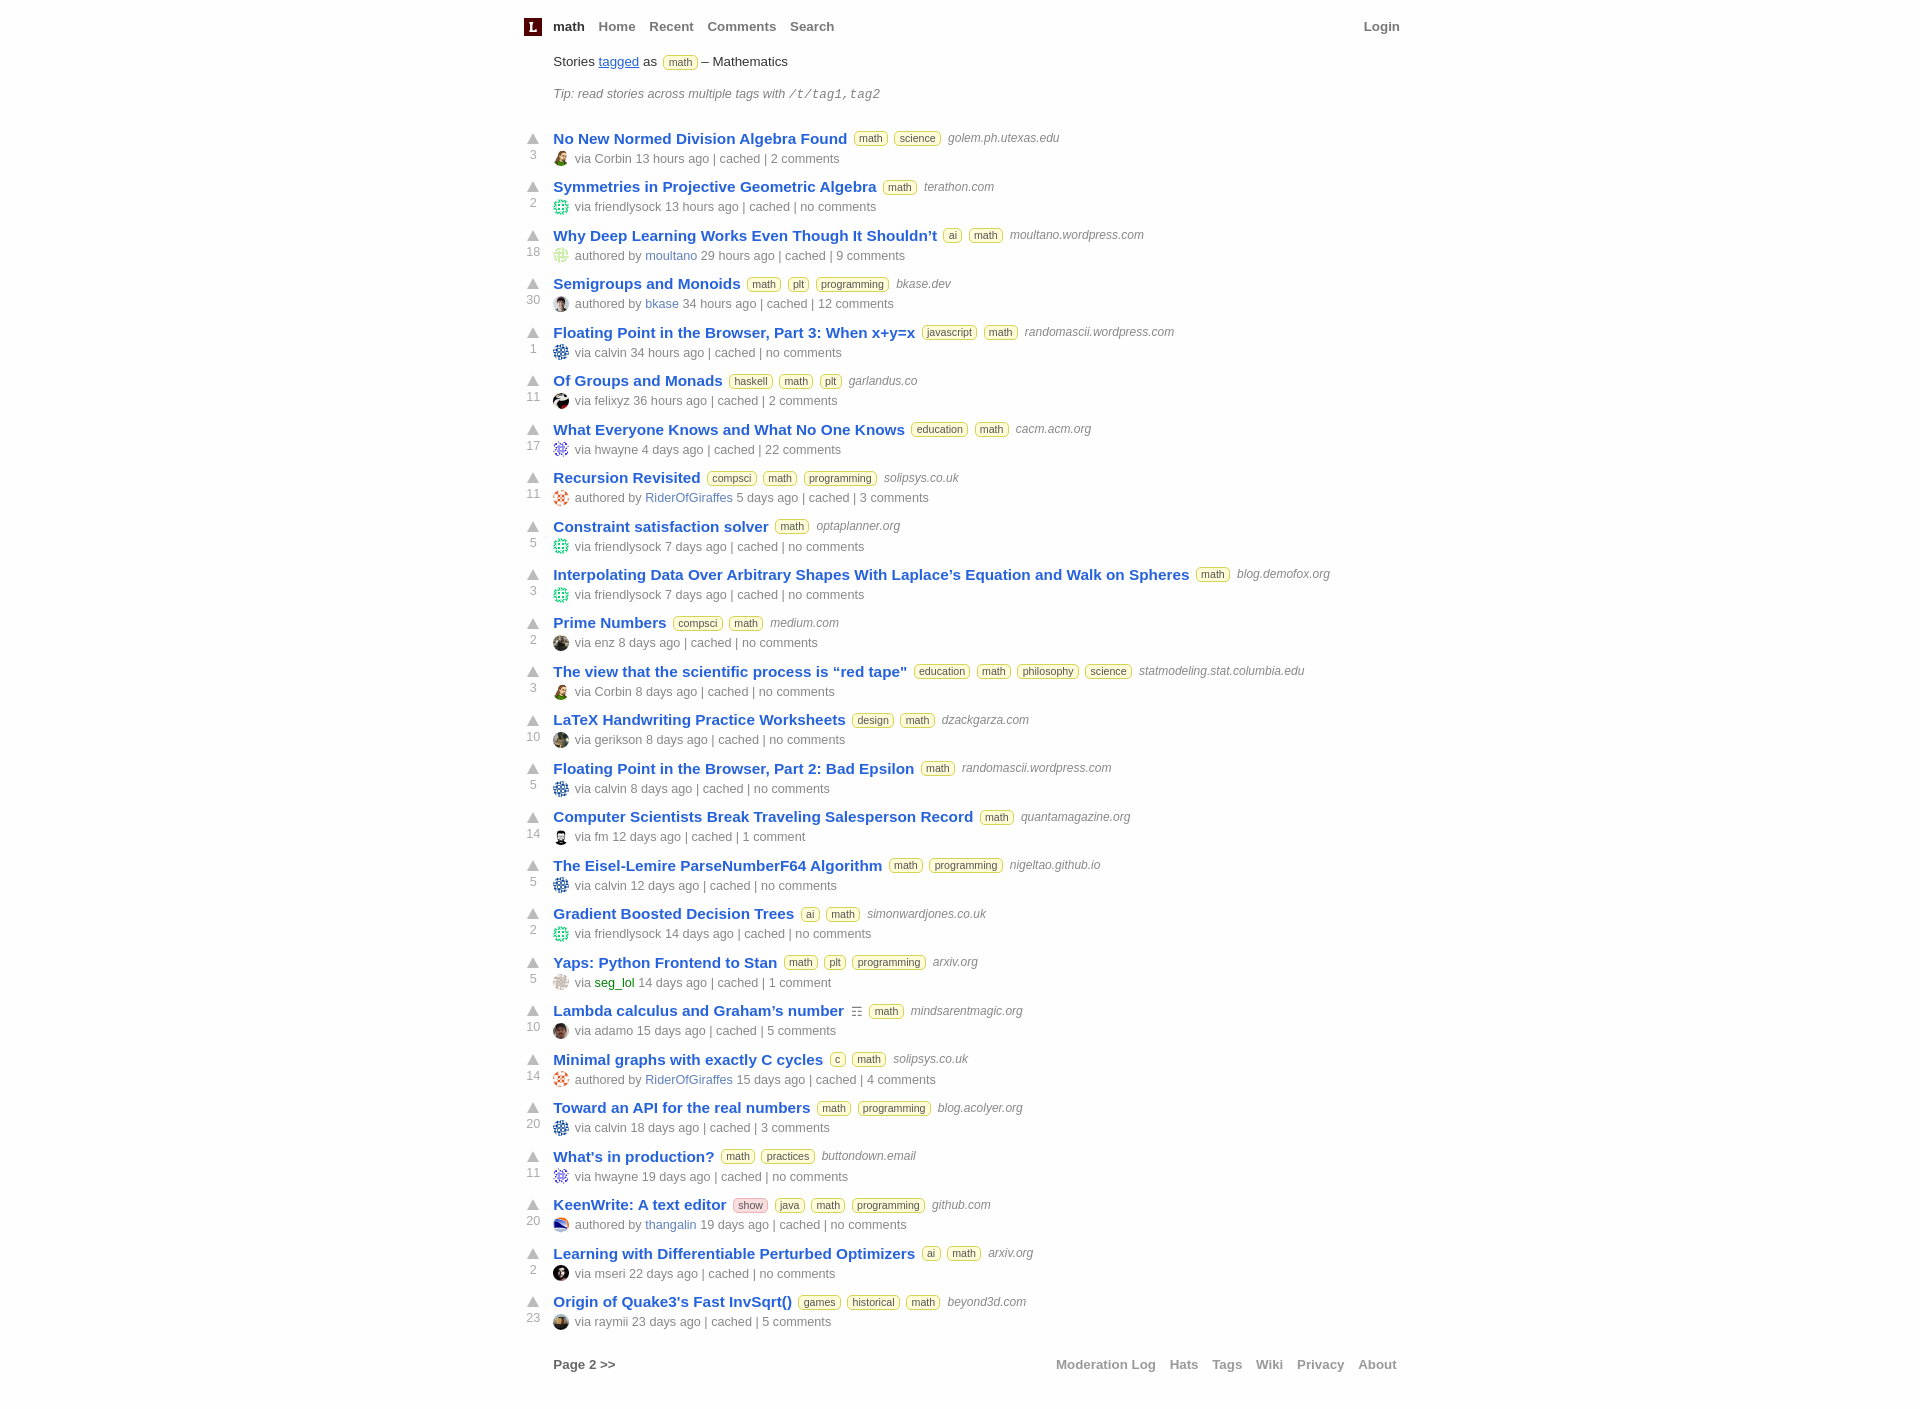 L math Home Recent Comments Search Login
Stories tagged as math – Mathematics
Tip: read stories across multiple tags with /t/tag1,tag2
No New Normed Division Algebra Found math science golem.ph.utexas.edu
3 via Corbin 13 hours ago | cached | 2 comments
Symmetries in Projective Geometric Algebra math terathon.com
2 via friendlysock 13 hours ago | cached | no comments
Why Deep Learning Works Even Though It Shouldn’t ai math moultano.wordpress.com
18 authored by moultano 29 hours ago | cached | 9 comments
Semigroups and Monoids math plt programming bkase.dev
30 authored by bkase 34 hours ago | cached | 12 comments
Floating Point in the Browser, Part 3: When x+y=x javascript math randomascii.wordpress.com
1 via calvin 34 hours ago | cached | no comments
Of Groups and Monads haskell math plt garlandus.co
11 via felixyz 36 hours ago | cached | 2 comments
What Everyone Knows and What No One Knows education math cacm.acm.org
17 via hwayne 4 days ago | cached | 22 comments
Recursion Revisited compsci math programming solipsys.co.uk
11 authored by RiderOfGiraffes 5 days ago | cached | 3 comments
Constraint satisfaction solver math optaplanner.org
5 via friendlysock 7 days ago | cached | no comments
Interpolating Data Over Arbitrary Shapes With Laplace’s Equation and Walk on Spheres math blog.demofox.org
3 via friendlysock 7 days ago | cached | no comments
Prime Numbers compsci math medium.com
2 via enz 8 days ago | cached | no comments
The view that the scientific process is “red tape" education math philosophy science statmodeling.stat.columbia.edu
3 via Corbin 8 days ago | cached | no comments
LaTeX Handwriting Practice Worksheets design math dzackgarza.com
10 via gerikson 8 days ago | cached | no comments
Floating Point in the Browser, Part 2: Bad Epsilon math randomascii.wordpress.com
5 via calvin 8 days ago | cached | no comments
Computer Scientists Break Traveling Salesperson Record math quantamagazine.org
14 via fm 12 days ago | cached | 1 comment
The Eisel-Lemire ParseNumberF64 Algorithm math programming nigeltao.github.io
5 via calvin 12 days ago | cached | no comments
Gradient Boosted Decision Trees ai math simonwardjones.co.uk
2 via friendlysock 14 days ago | cached | no comments
Yaps: Python Frontend to Stan math plt programming arxiv.org
5 via seg_lol 14 days ago | cached | 1 comment
Lambda calculus and Graham’s number ☶ math mindsarentmagic.org
10 via adamo 15 days ago | cached | 5 comments
Minimal graphs with exactly C cycles c math solipsys.co.uk
14 authored by RiderOfGiraffes 15 days ago | cached | 4 comments
Toward an API for the real numbers math programming blog.acolyer.org
20 via calvin 18 days ago | cached | 3 comments
What's in production? math practices buttondown.email
11 via hwayne 19 days ago | cached | no comments
KeenWrite: A text editor show java math programming github.com
20 authored by thangalin 19 days ago | cached | no comments
Learning with Differentiable Perturbed Optimizers ai math arxiv.org
2 via mseri 22 days ago | cached | no comments
Origin of Quake3's Fast InvSqrt() games historical math beyond3d.com
23 via raymii 23 days ago | cached | 5 comments
Page 2 >> Moderation Log Hats Tags Wiki Privacy About